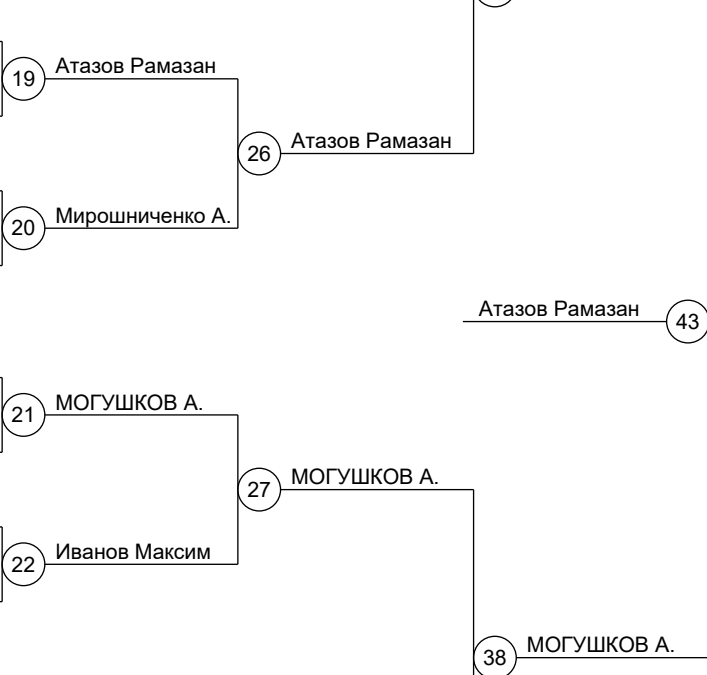 19 Атазов Рамазан
26 Атазов Рамазан
20 Мирошниченко А.
Атазов Рамазан 43
21 МОГУШКОВ А.
27 МОГУШКОВ А.
22 Иванов Максим
38 МОГУШКОВ А.